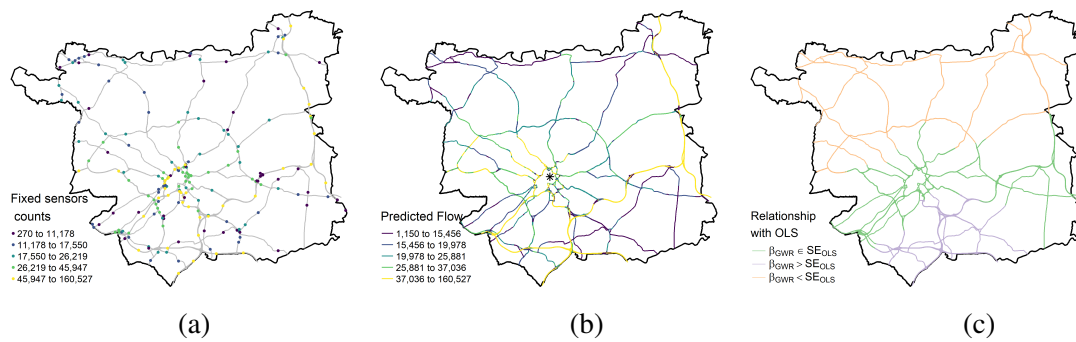 Fixed sensors
counts
270 to 11,178
11,178 to 17,550
17,550 to 26,219
26,219 to 45,947
45,947 to 160,527
(a)
Predicted Flow
1,150 to 15,456
15,456 to 19,978
19,978 to 25,881
25,881 to 37,036
37,036 to 160,527
(b)
Relationship
with OLS
βGWR ∈ SEOLS
βGWR > SEOLS
βGWR < SEOLS
(c)